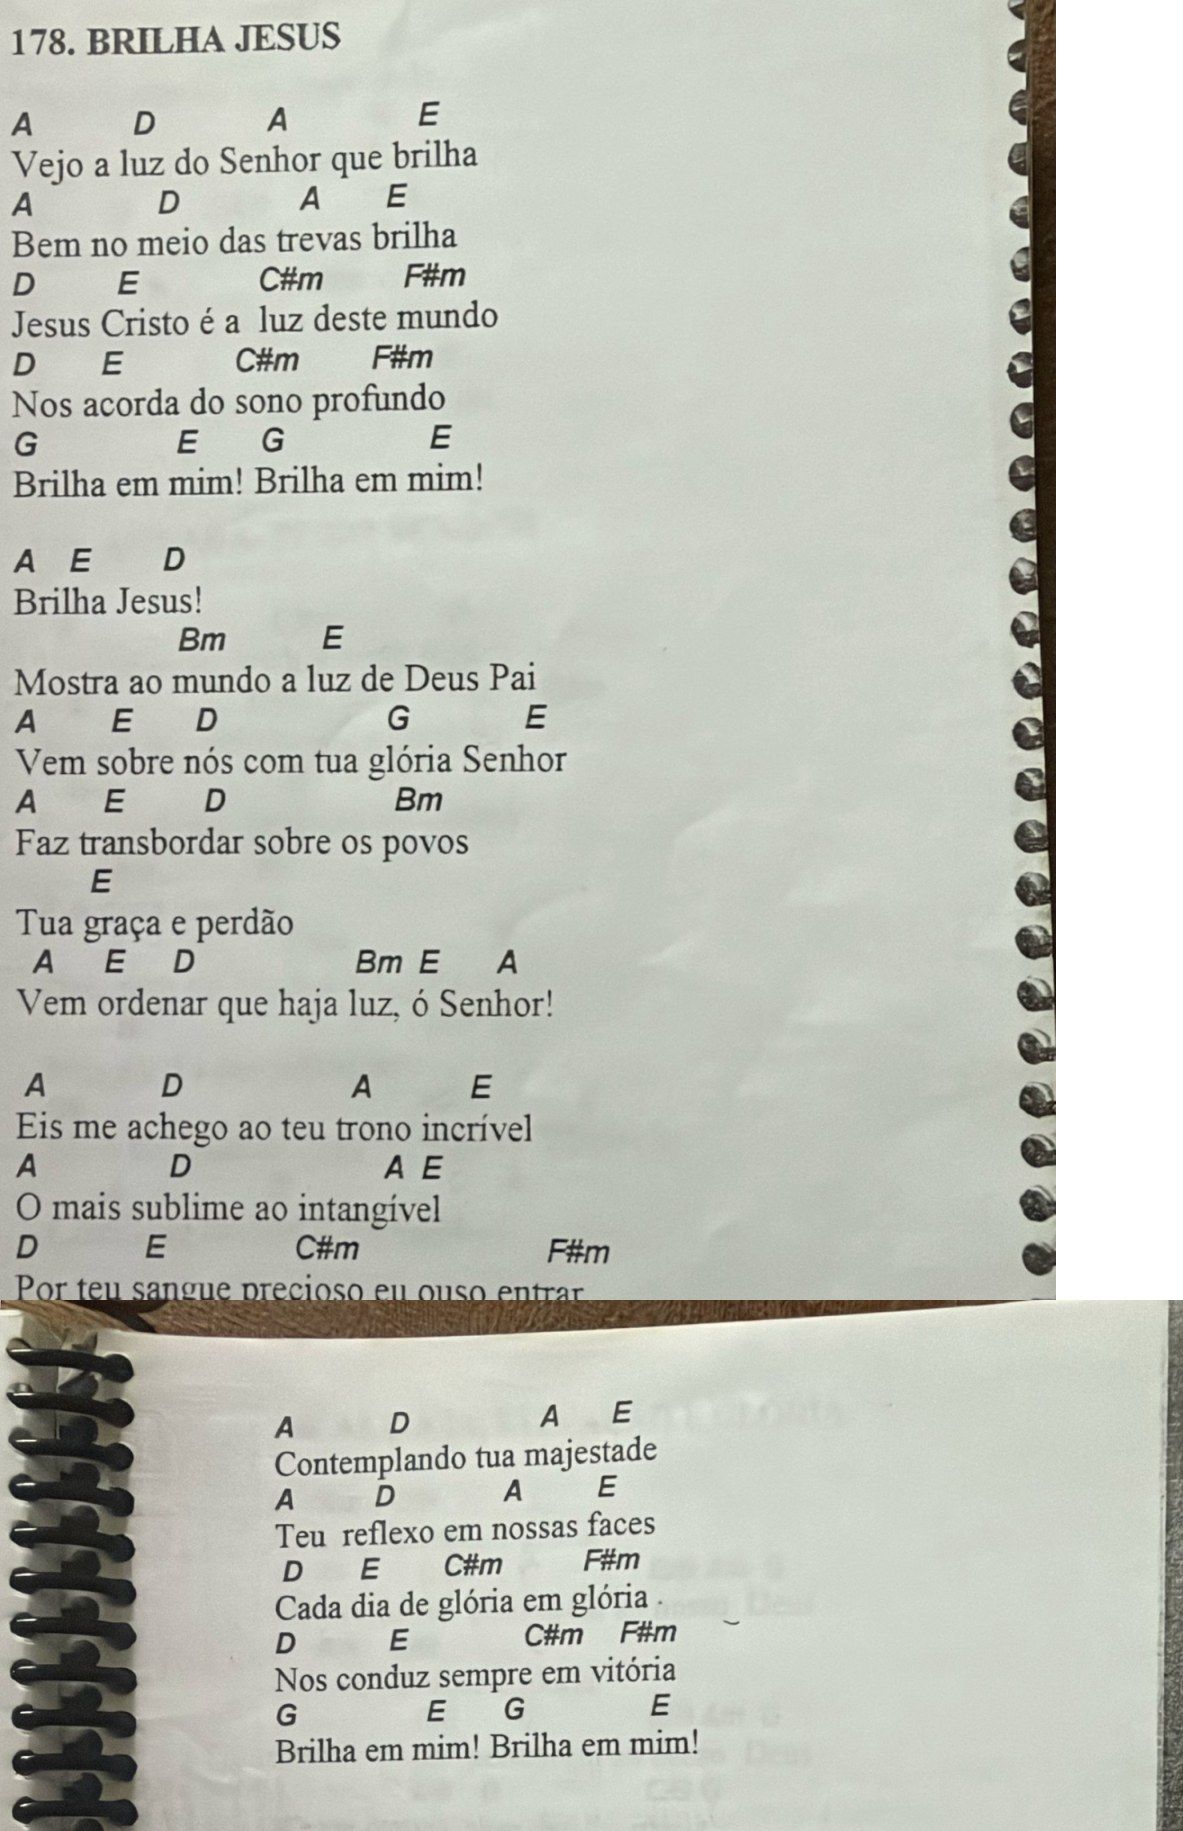 178. BRILHA JESUS
A D A E
Vejo a luz do Senhor que brilha
A D A E
Bem no meio das trevas brilha
D E C#m F#m
Jesus Cristo é a luz deste mundo
D E C#m F#m
Nos acorda do sono profundo
G E G E
Brilha em mim! Brilha em mim!
A E D
Brilha Jesus!
Bm E
Mostra ao mundo a luz de Deus Pai
A E D G E
Vem sobre nós com tua glória Senhor
A E D Bm
Faz transbordar sobre os povos
E
Tua graça e perdão
A E D Bm E A
Vem ordenar que haja luz, ó Senhor!
A D A E
Eis me achego ao teu trono incrível
A D A E
O mais sublime ao intangível
D E C#m F#m
Por teu sangue precioso eu ouso entrar
A D A E
Contemplando tua majestade
A D A E
Teu reflexo em nossas faces
D E C#m F#m
Cada dia de glória em glória
D E C#m F#m
Nos conduz sempre em vitória
G E G E
Brilha em mim! Brilha em mim!